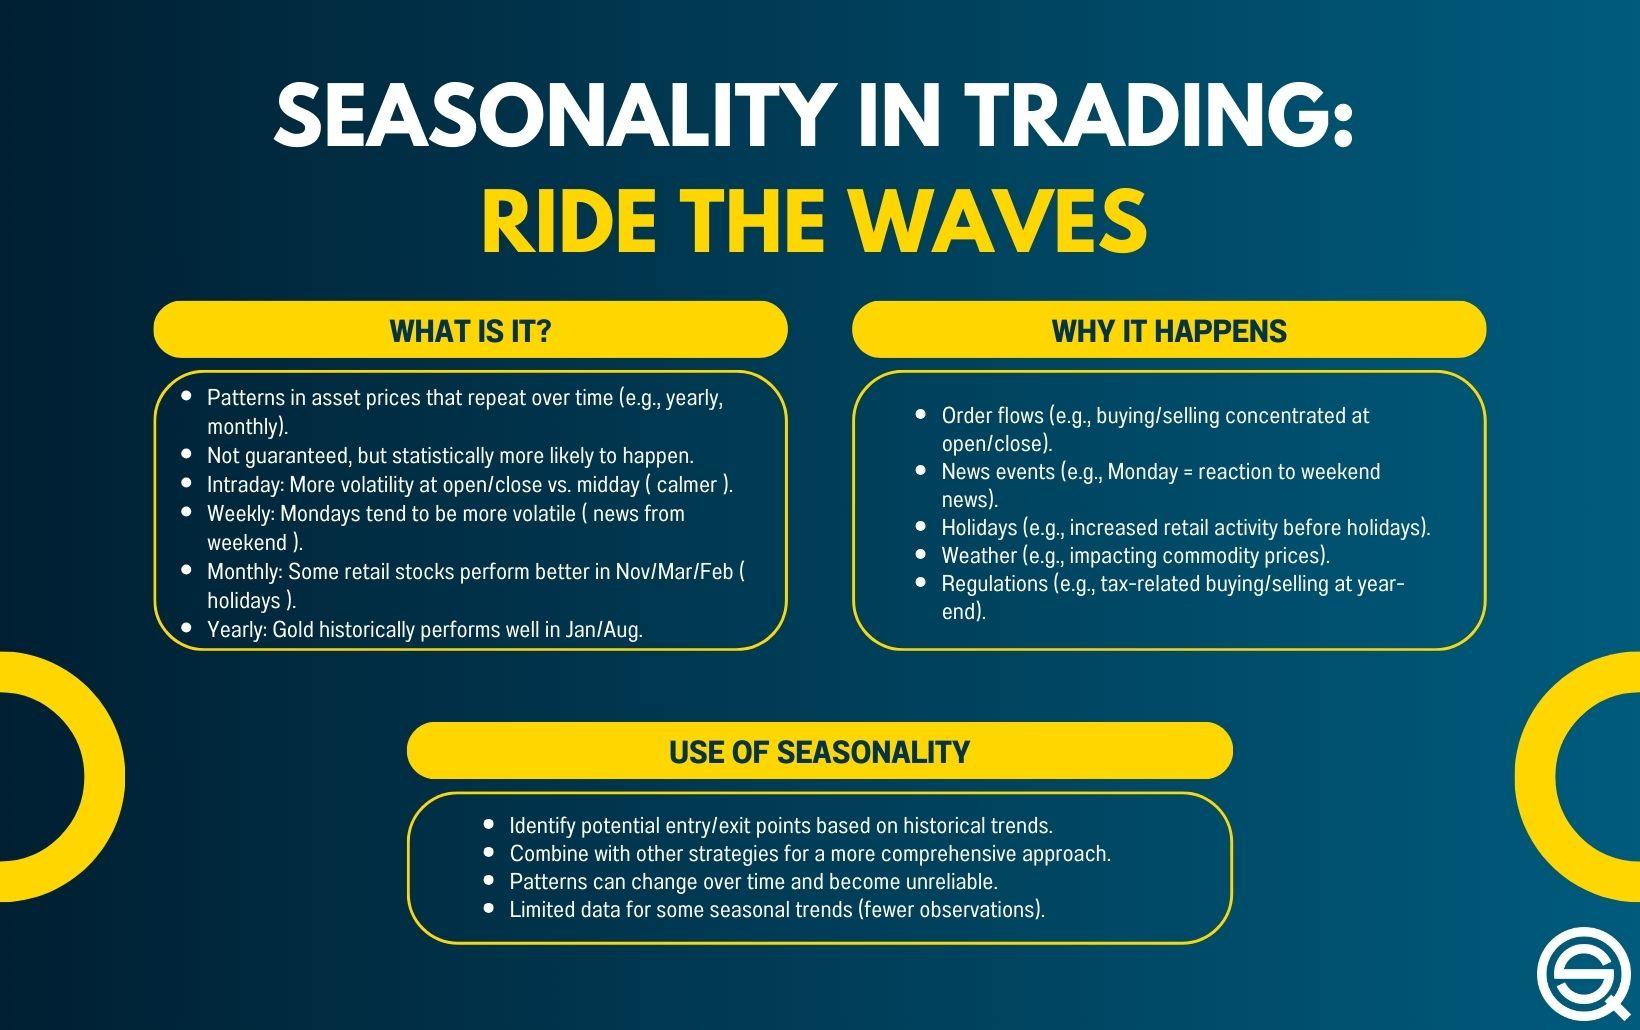 SEASONALITY IN TRADING:
RIDE THE WAVES
WHAT IS IT?
• Patterns in asset prices that repeat over time (e.g., yearly,
monthly).
• Not guaranteed, but statistically more likely to happen.
• Intraday: More volatility at open/close vs. midday ( calmer ).
• Weekly: Mondays tend to be more volatile ( news from
weekend ).
• Monthly: Some retail stocks perform better in Nov/Mar/Feb (
holidays ).
• Yearly: Gold historically performs well in Jan/Aug.
WHY IT HAPPENS
• Order flows (e.g., buying/selling concentrated at
open/close).
• News events (e.g., Monday = reaction to weekend
news).
• Holidays (e.g., increased retail activity before holidays).
• Weather (e.g., impacting commodity prices).
• Regulations (e.g., tax-related buying/selling at year-
end).
USE OF SEASONALITY
• Identify potential entry/exit points based on historical trends.
• Combine with other strategies for a more comprehensive approach.
• Patterns can change over time and become unreliable.
• Limited data for some seasonal trends (fewer observations).